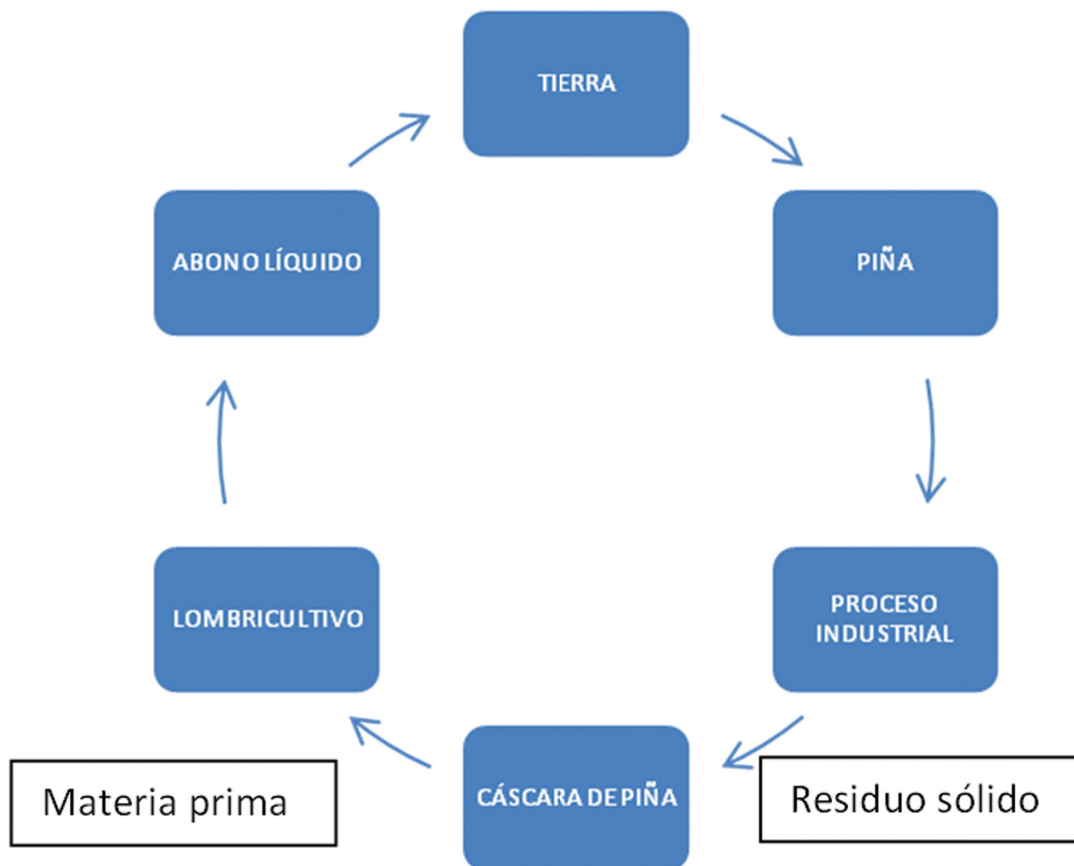 TIERRA
PIÑA
PROCESO
INDUSTRIAL
Residuo sólido
CÁSCARA DE PIÑA
Materia prima
LOMBRICULTIVO
ABONO LÍQUIDO